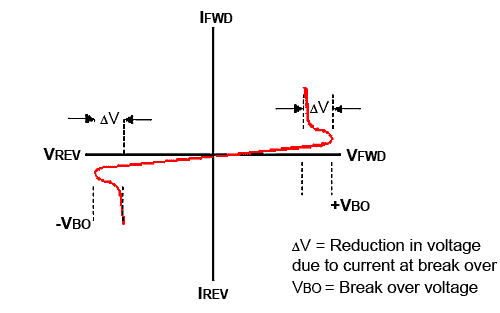 IFWD
ΔV
ΔV
VREV
VFWD
-VBO
+VBO
ΔV = Reduction in voltage
due to current at break over
VBO = Break over voltage
IREV